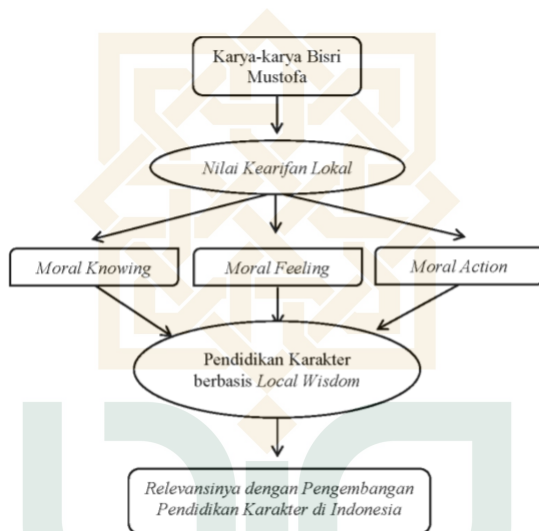 Karya-karya Bisri
Mustofa
Nilai Kearifan Lokal
Moral Knowing
Moral Feeling
Moral Action
Pendidikan Karakter
berbasis Local Wisdom
Relevansinya dengan Pengembangan
Pendidikan Karakter di Indonesia